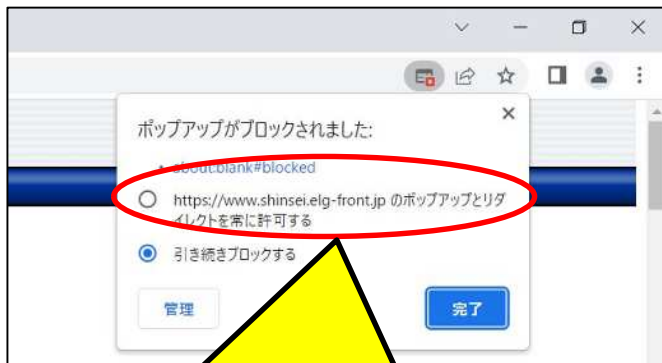 ポップアップがブロックされました:
about:blank#blocked
https://www.shinsei.elg-front.jp のポップアップとリダ
イレクトを常に許可する
引き続きブロックする
管理
完了